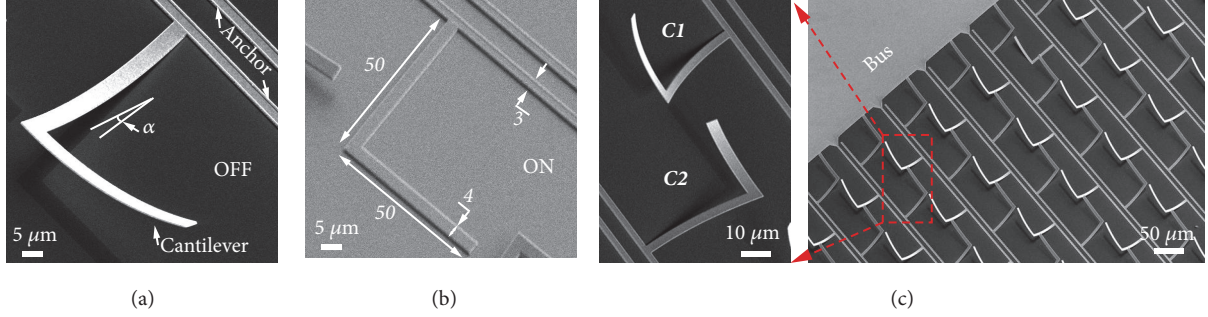 Anchor
α
OFF
Cantilever
5 μm
(a)
50
3
ON
4
50
5 μm
(b)
C1
C2
10 μm
Bus
50 μm
(c)